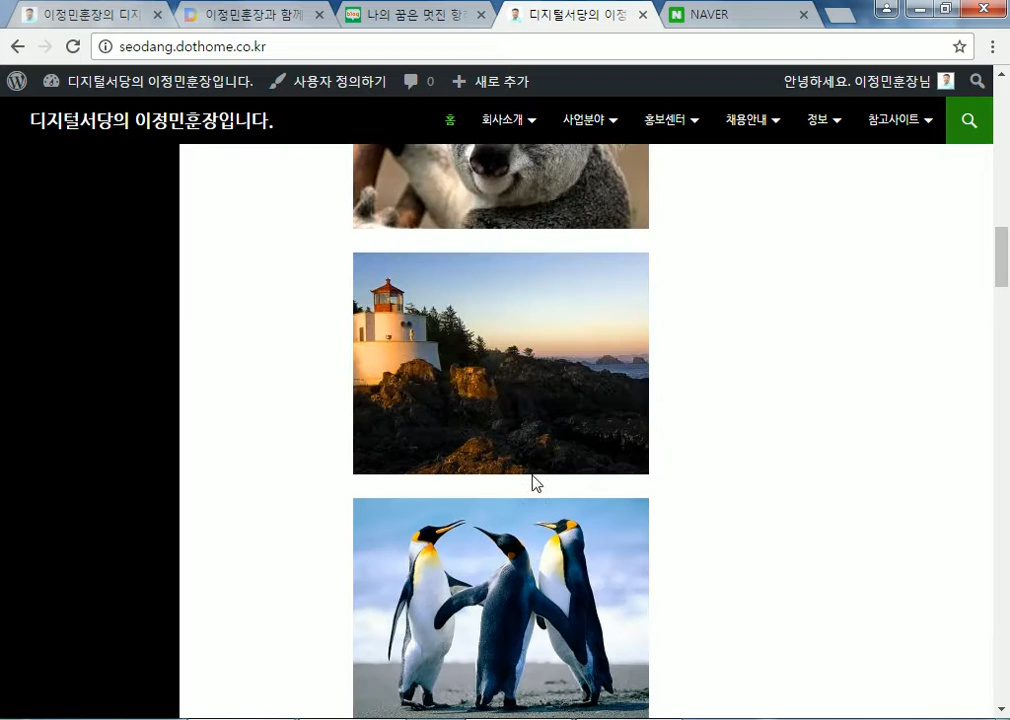 이정민훈장의 디지
이정민훈장과 함께
blog 나의 꿈은 멋진 할
디지털서당의 이정
N NAVER
seodang.dothome.co.kr
디지털서당의 이정민훈장입니다. 사용자 정의하기 0 새로 추가 안녕하세요. 이정민훈장님
디지털서당의 이정민훈장입니다. 홈 회사소개 사업분야 홍보센터 채용안내 정보 참고사이트